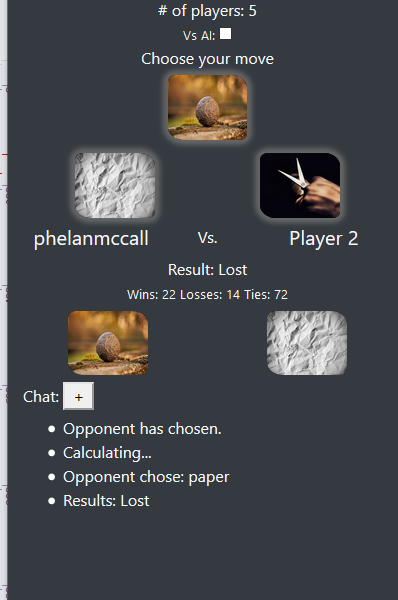 # of players: 5
Vs AI:
Choose your move
phelanmccall Vs. Player 2
Result: Lost
Wins: 22 Losses: 14 Ties: 72
Chat: +
Opponent has chosen.
Calculating...
Opponent chose: paper
Results: Lost